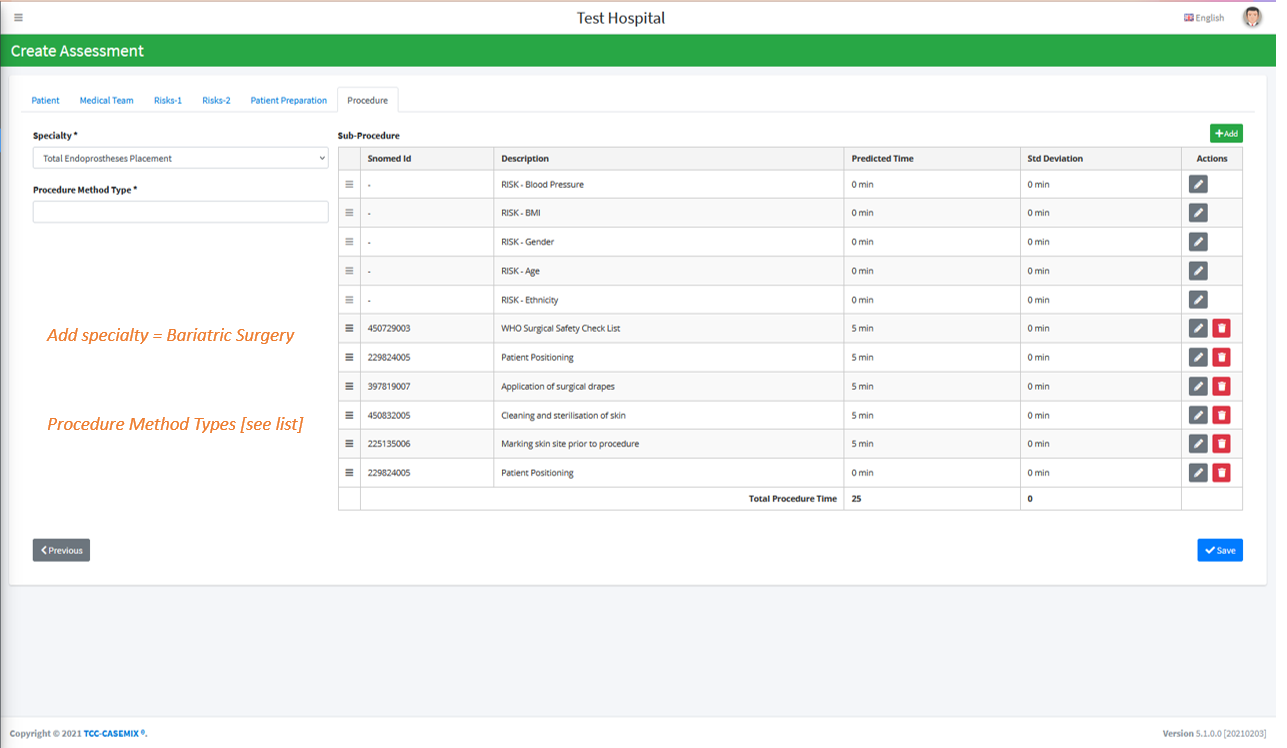 Test Hospital
English
Create Assessment
Patient Medical Team Risks-1 Risks-2 Patient Preparation Procedure
Specialty *
Total Endoprostheses Placement
Procedure Method Type *
Add specialty = Bariatric Surgery
Procedure Method Types [see list]
Sub-Procedure
+Add
Snomed Id Description Predicted Time Std Deviation Actions
- RISK - Blood Pressure 0 min 0 min
- RISK - BMI 0 min 0 min
- RISK - Gender 0 min 0 min
- RISK - Age 0 min 0 min
- RISK - Ethnicity 0 min 0 min
450729003 WHO Surgical Safety Check List 5 min 0 min
229824005 Patient Positioning 5 min 0 min
397819007 Application of surgical drapes 5 min 0 min
450832005 Cleaning and sterilisation of skin 5 min 0 min
225135006 Marking skin site prior to procedure 5 min 0 min
229824005 Patient Positioning 0 min 0 min
Total Procedure Time 25 0
Previous
Save
Copyright © 2021 TCC-CASEMIX ®.
Version 5.1.0.0 [20210203]